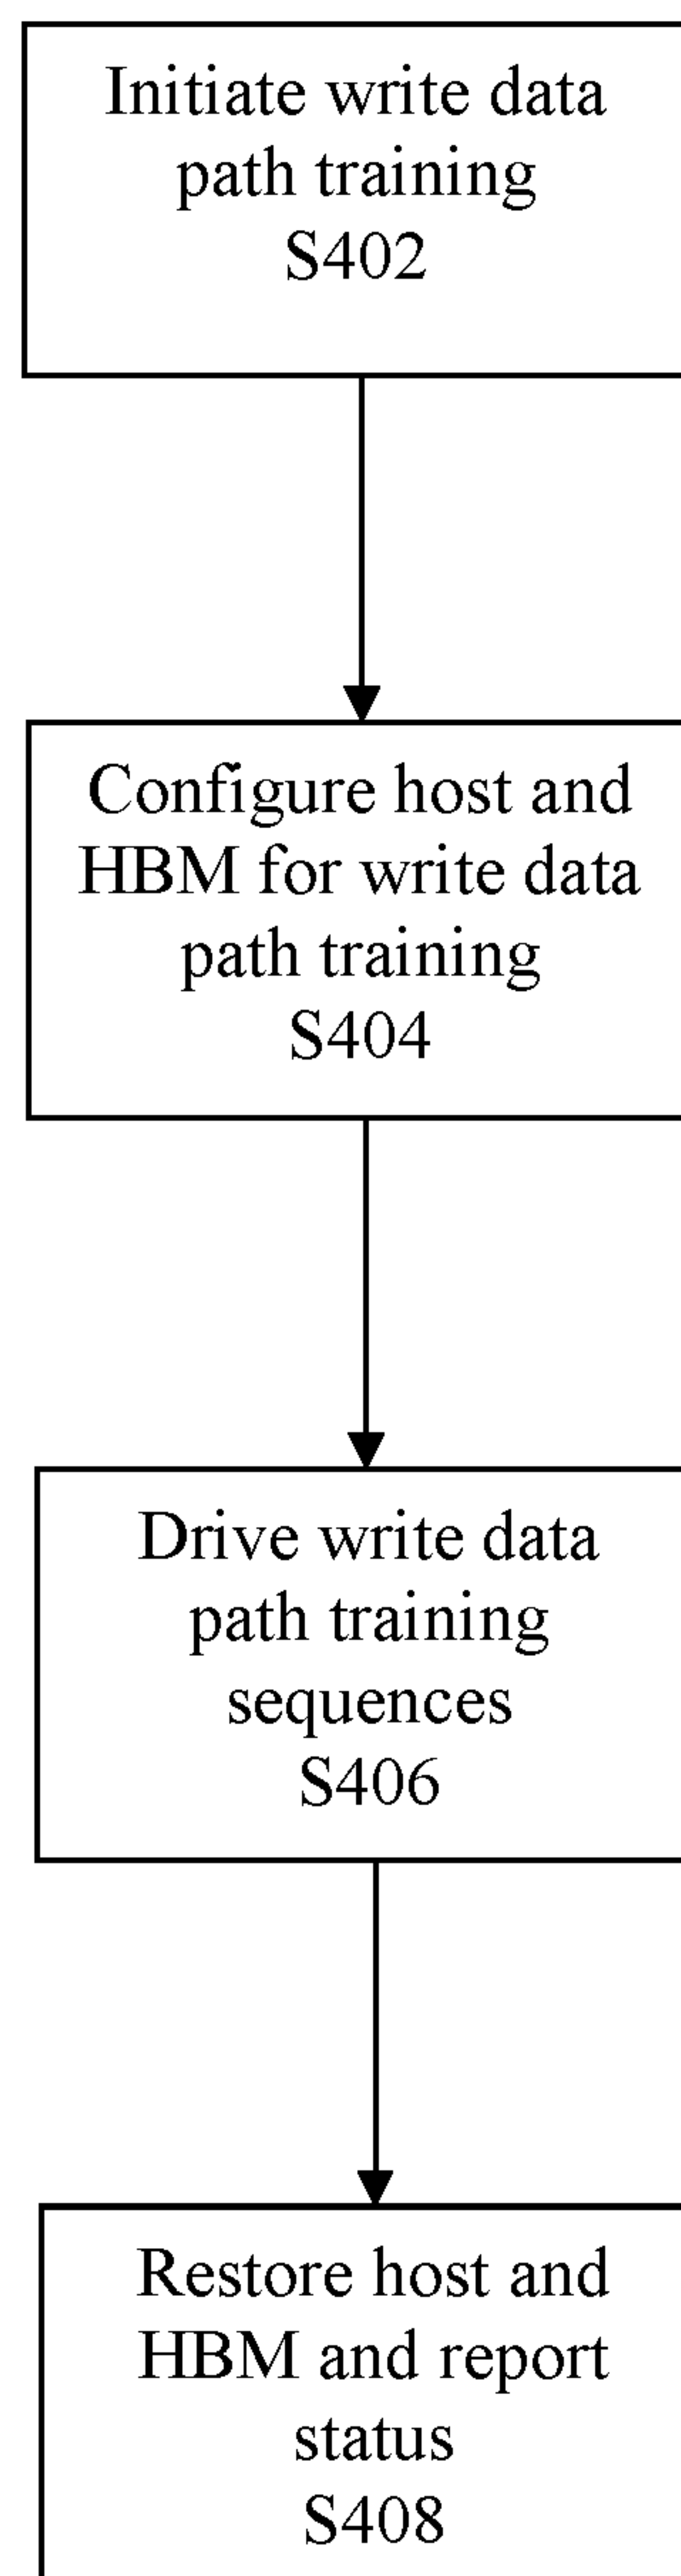 Initiate write data
path training
S402
Configure host and
HBM for write data
path training
S404
Drive write data
path training
sequences
S406
Restore host and
HBM and report
status
S408